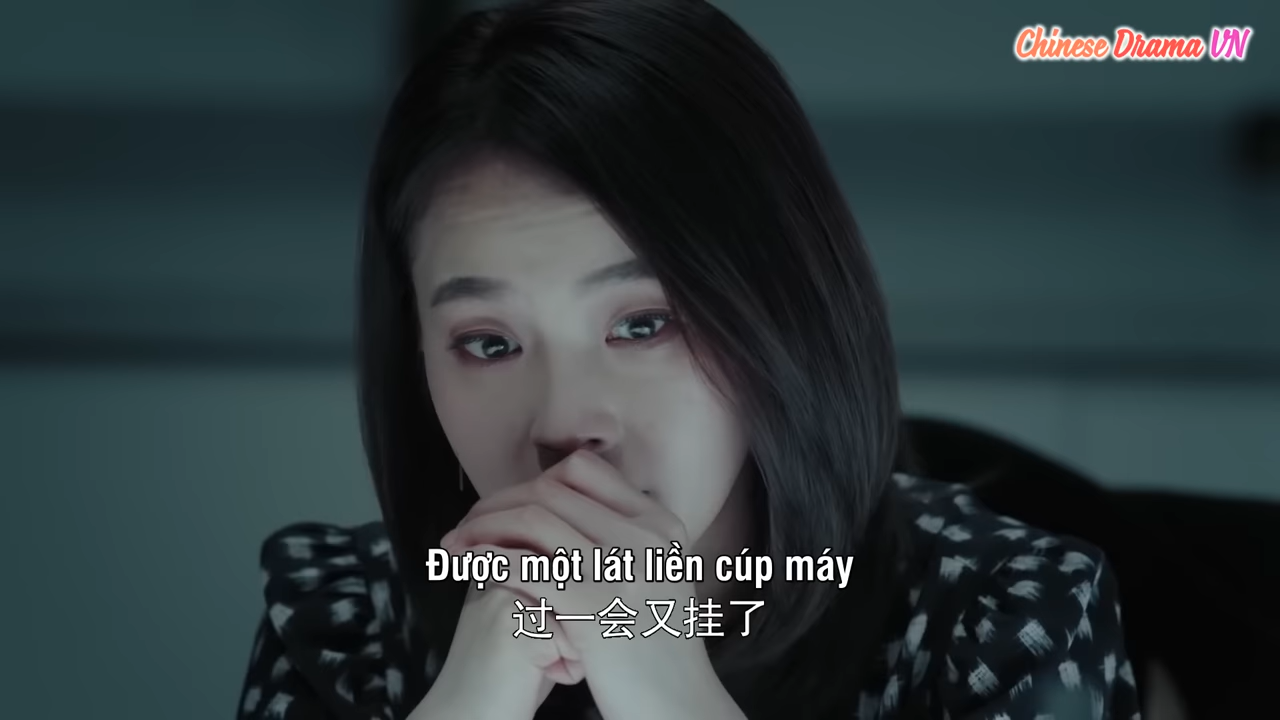 Chinese Drama VN
Được một lát liền cúp máy
过一会又挂了